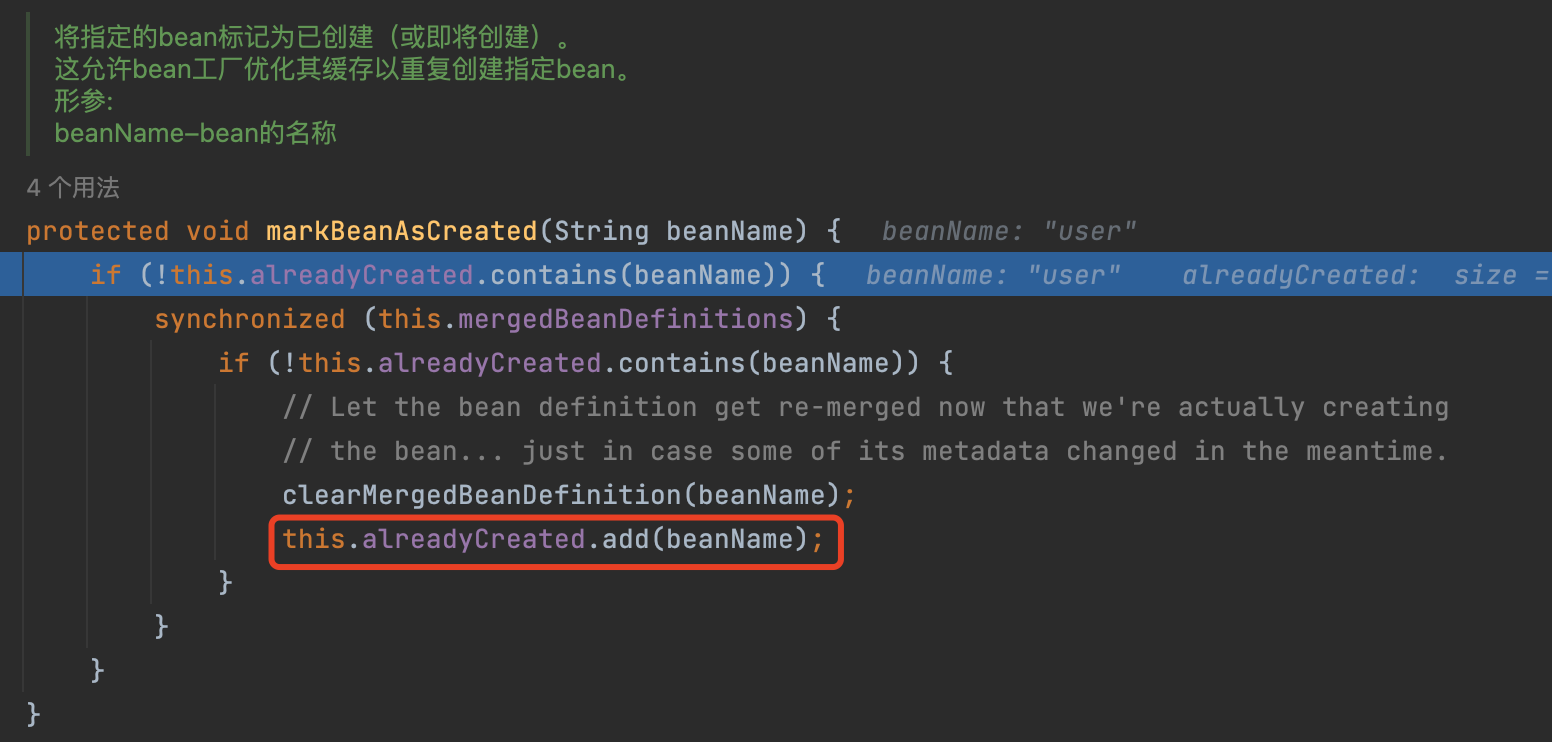 将指定的bean标记为已创建（或即将创建）。
这允许bean工厂优化其缓存以重复创建指定bean。
形参:
beanName–bean的名称
4 个用法
protected void markBeanAsCreated(String beanName) {   beanName: "user"
    if (!this.alreadyCreated.contains(beanName)) {   beanName: "user"    alreadyCreated:  size =
        synchronized (this.mergedBeanDefinitions) {
            if (!this.alreadyCreated.contains(beanName)) {
                // Let the bean definition get re-merged now that we're actually creating
                // the bean... just in case some of its metadata changed in the meantime.
                clearMergedBeanDefinition(beanName);
                this.alreadyCreated.add(beanName);
            }
        }
    }
}